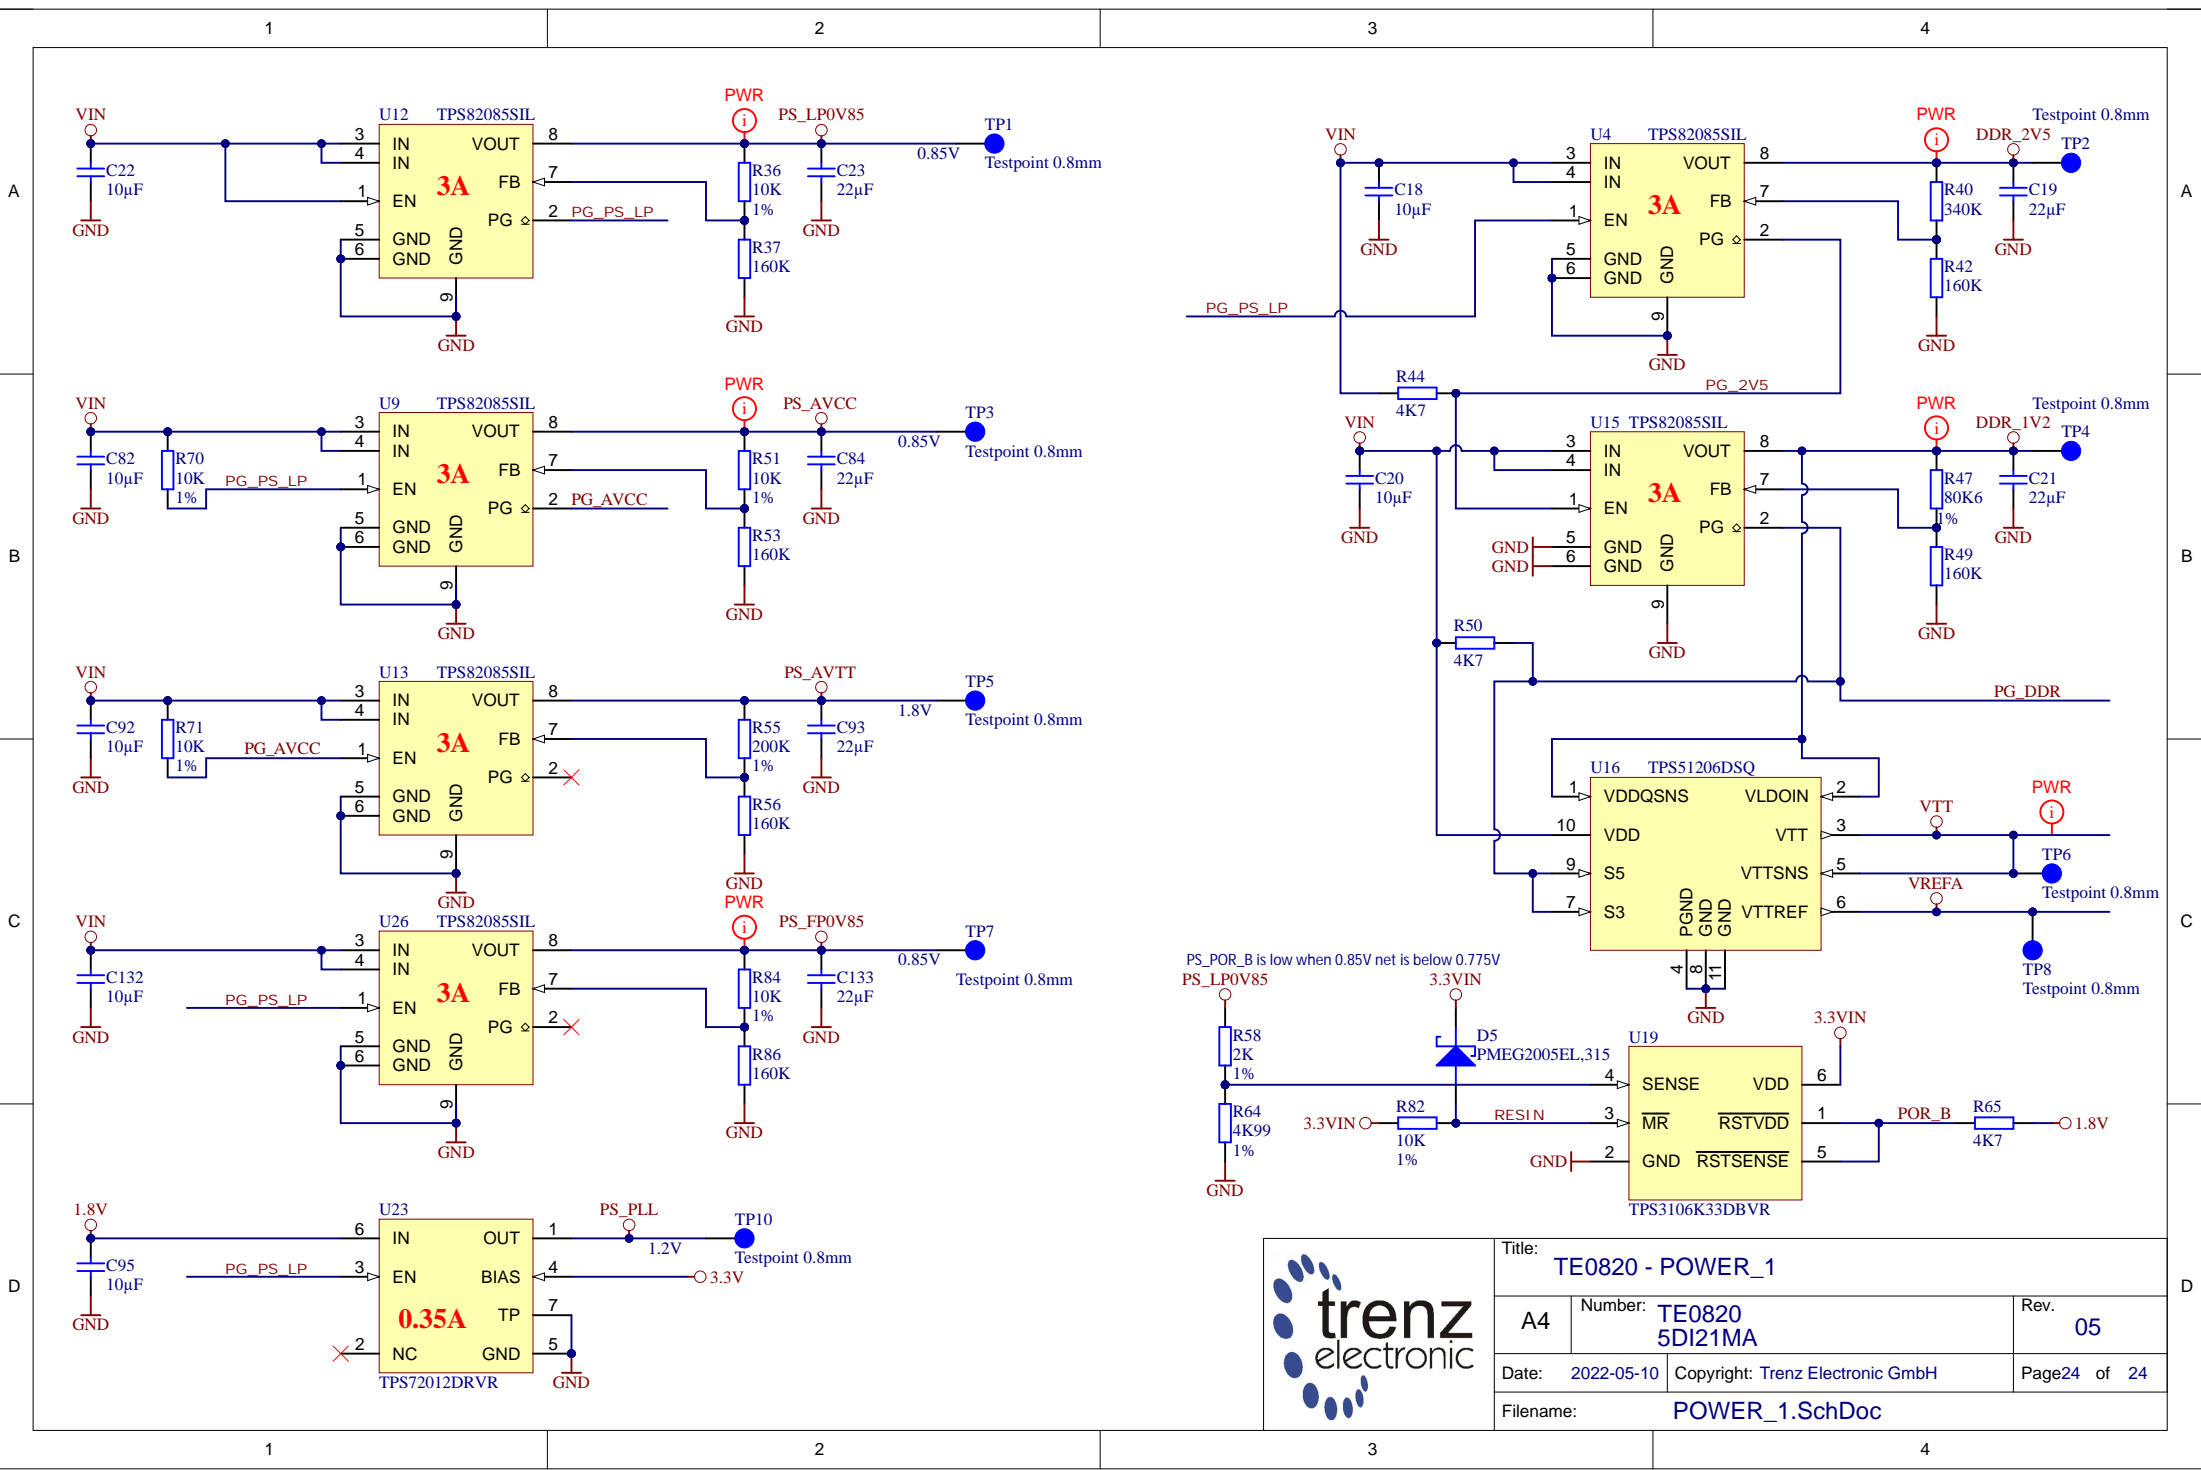 1 2 3 4
A
B
C
D
A
B
C
D
VIN
C22
10µF
GND
U12 TPS82085SIL
3 IN
4 IN
1 EN
5 GND
6 GND
GND
9
GND
3A
VOUT 8
FB 7
PG 2 PG_PS_LP
PWR
i
R36
10K
1%
R37
160K
GND
PS_LP0V85
C23
22µF
GND
0.85V
TP1
Testpoint 0.8mm
VIN
C82
10µF
GND
R70
10K
1%
PG_PS_LP
U9 TPS82085SIL
3 IN
4 IN
1 EN
5 GND
6 GND
GND
9
GND
3A
VOUT 8
FB 7
PG 2 PG_AVCC
PWR
i
R51
10K
1%
R53
160K
GND
PS_AVCC
C84
22µF
GND
0.85V
TP3
Testpoint 0.8mm
VIN
C92
10µF
GND
R71
10K
1%
PG_AVCC
U13 TPS82085SIL
3 IN
4 IN
1 EN
5 GND
6 GND
GND
9
GND
3A
VOUT 8
FB 7
PG 2
R55
200K
1%
R56
160K
GND
PS_AVTT
C93
22µF
GND
1.8V
TP5
Testpoint 0.8mm
VIN
C132
10µF
GND
PG_PS_LP
U26 TPS82085SIL
3 IN
4 IN
1 EN
5 GND
6 GND
GND
9
GND
3A
VOUT 8
FB 7
PG 2
PWR
i
R84
10K
1%
R86
160K
GND
PS_FP0V85
C133
22µF
GND
0.85V
TP7
Testpoint 0.8mm
1.8V
C95
10µF
GND
PG_PS_LP
U23
6 IN
3 EN
2 NC
0.35A
OUT 1
BIAS 4
TP 7
GND 5
TPS72012DRVR
GND
PS_PLL
1.2V
3.3V
TP10
Testpoint 0.8mm
VIN
C18
10µF
GND
PG_PS_LP
U4 TPS82085SIL
3 IN
4 IN
1 EN
5 GND
6 GND
GND
9
GND
3A
VOUT 8
FB 7
PG 2
PWR
i
R40
340K
R42
160K
GND
DDR_2V5
C19
22µF
GND
Testpoint 0.8mm
TP2
R44
4K7
PG_2V5
VIN
C20
10µF
GND
U15 TPS82085SIL
3 IN
4 IN
1 EN
GND 5 GND
GND 6 GND
GND
9
GND
3A
VOUT 8
FB 7
PG 2
PWR
i
R47
80K6
1%
R49
160K
GND
DDR_1V2
C21
22µF
GND
Testpoint 0.8mm
TP4
R50
4K7
PG_DDR
U16 TPS51206DSQ
1 VDDQSNS
10 VDD
9 S5
7 S3
VLDOIN 2
VTT 3
VTTSNS 5
VTTREF 6
PGND
GND
GND
4
8
11
GND
VTT
PWR
i
TP6
Testpoint 0.8mm
VREFA
TP8
Testpoint 0.8mm
PS_POR_B is low when 0.85V net is below 0.775V
PS_LP0V85
R58
2K
1%
R64
4K99
1%
GND
3.3VIN
D5
PMEG2005EL,315
3.3VIN
R82
10K
1%
RESIN
U19
4 SENSE
3 MR
GND 2 GND
VDD 6
RSTVDD 1
RSTSENSE 5
TPS3106K33DBVR
3.3VIN
POR_B
R65
4K7
1.8V
trenz
electronic
Title:
TE0820 - POWER_1
A4
Number: TE0820
5DI21MA
Rev.
05
Date: 2022-05-10
Copyright: Trenz Electronic GmbH
Page24 of 24
Filename: POWER_1.SchDoc
1 2 3 4